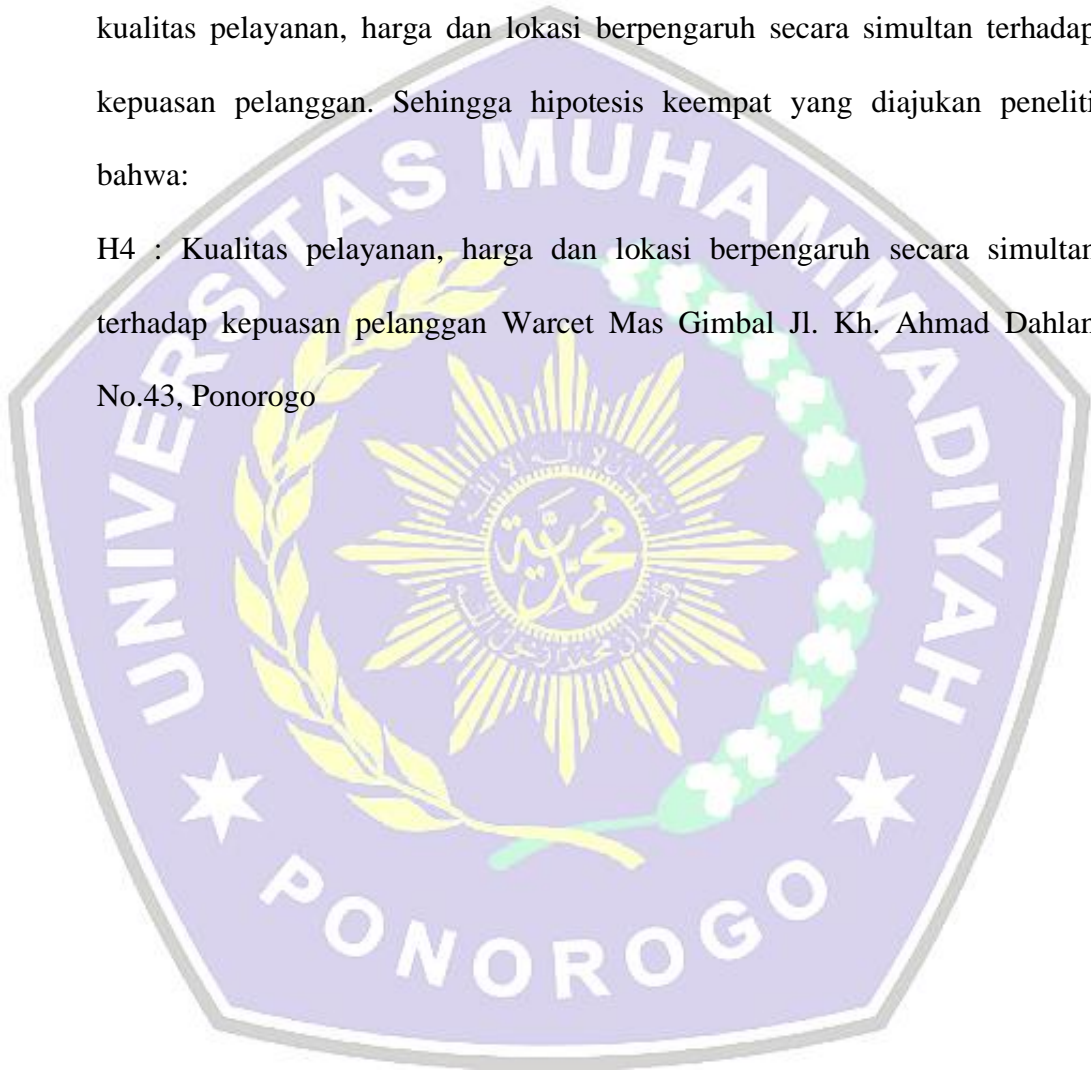 kualitas pelayanan, harga dan lokasi berpengaruh secara simultan terhadap
kepuasan pelanggan. Sehingga hipotesis keempat yang diajukan peneliti
bahwa:
H4 : Kualitas pelayanan, harga dan lokasi berpengaruh secara simultan
terhadap kepuasan pelanggan Warcet Mas Gimbal Jl. Kh. Ahmad Dahlan
No.43, Ponorogo
UNIVERSITAS MUHAMMADIYAH
محمدية
PONOROGO